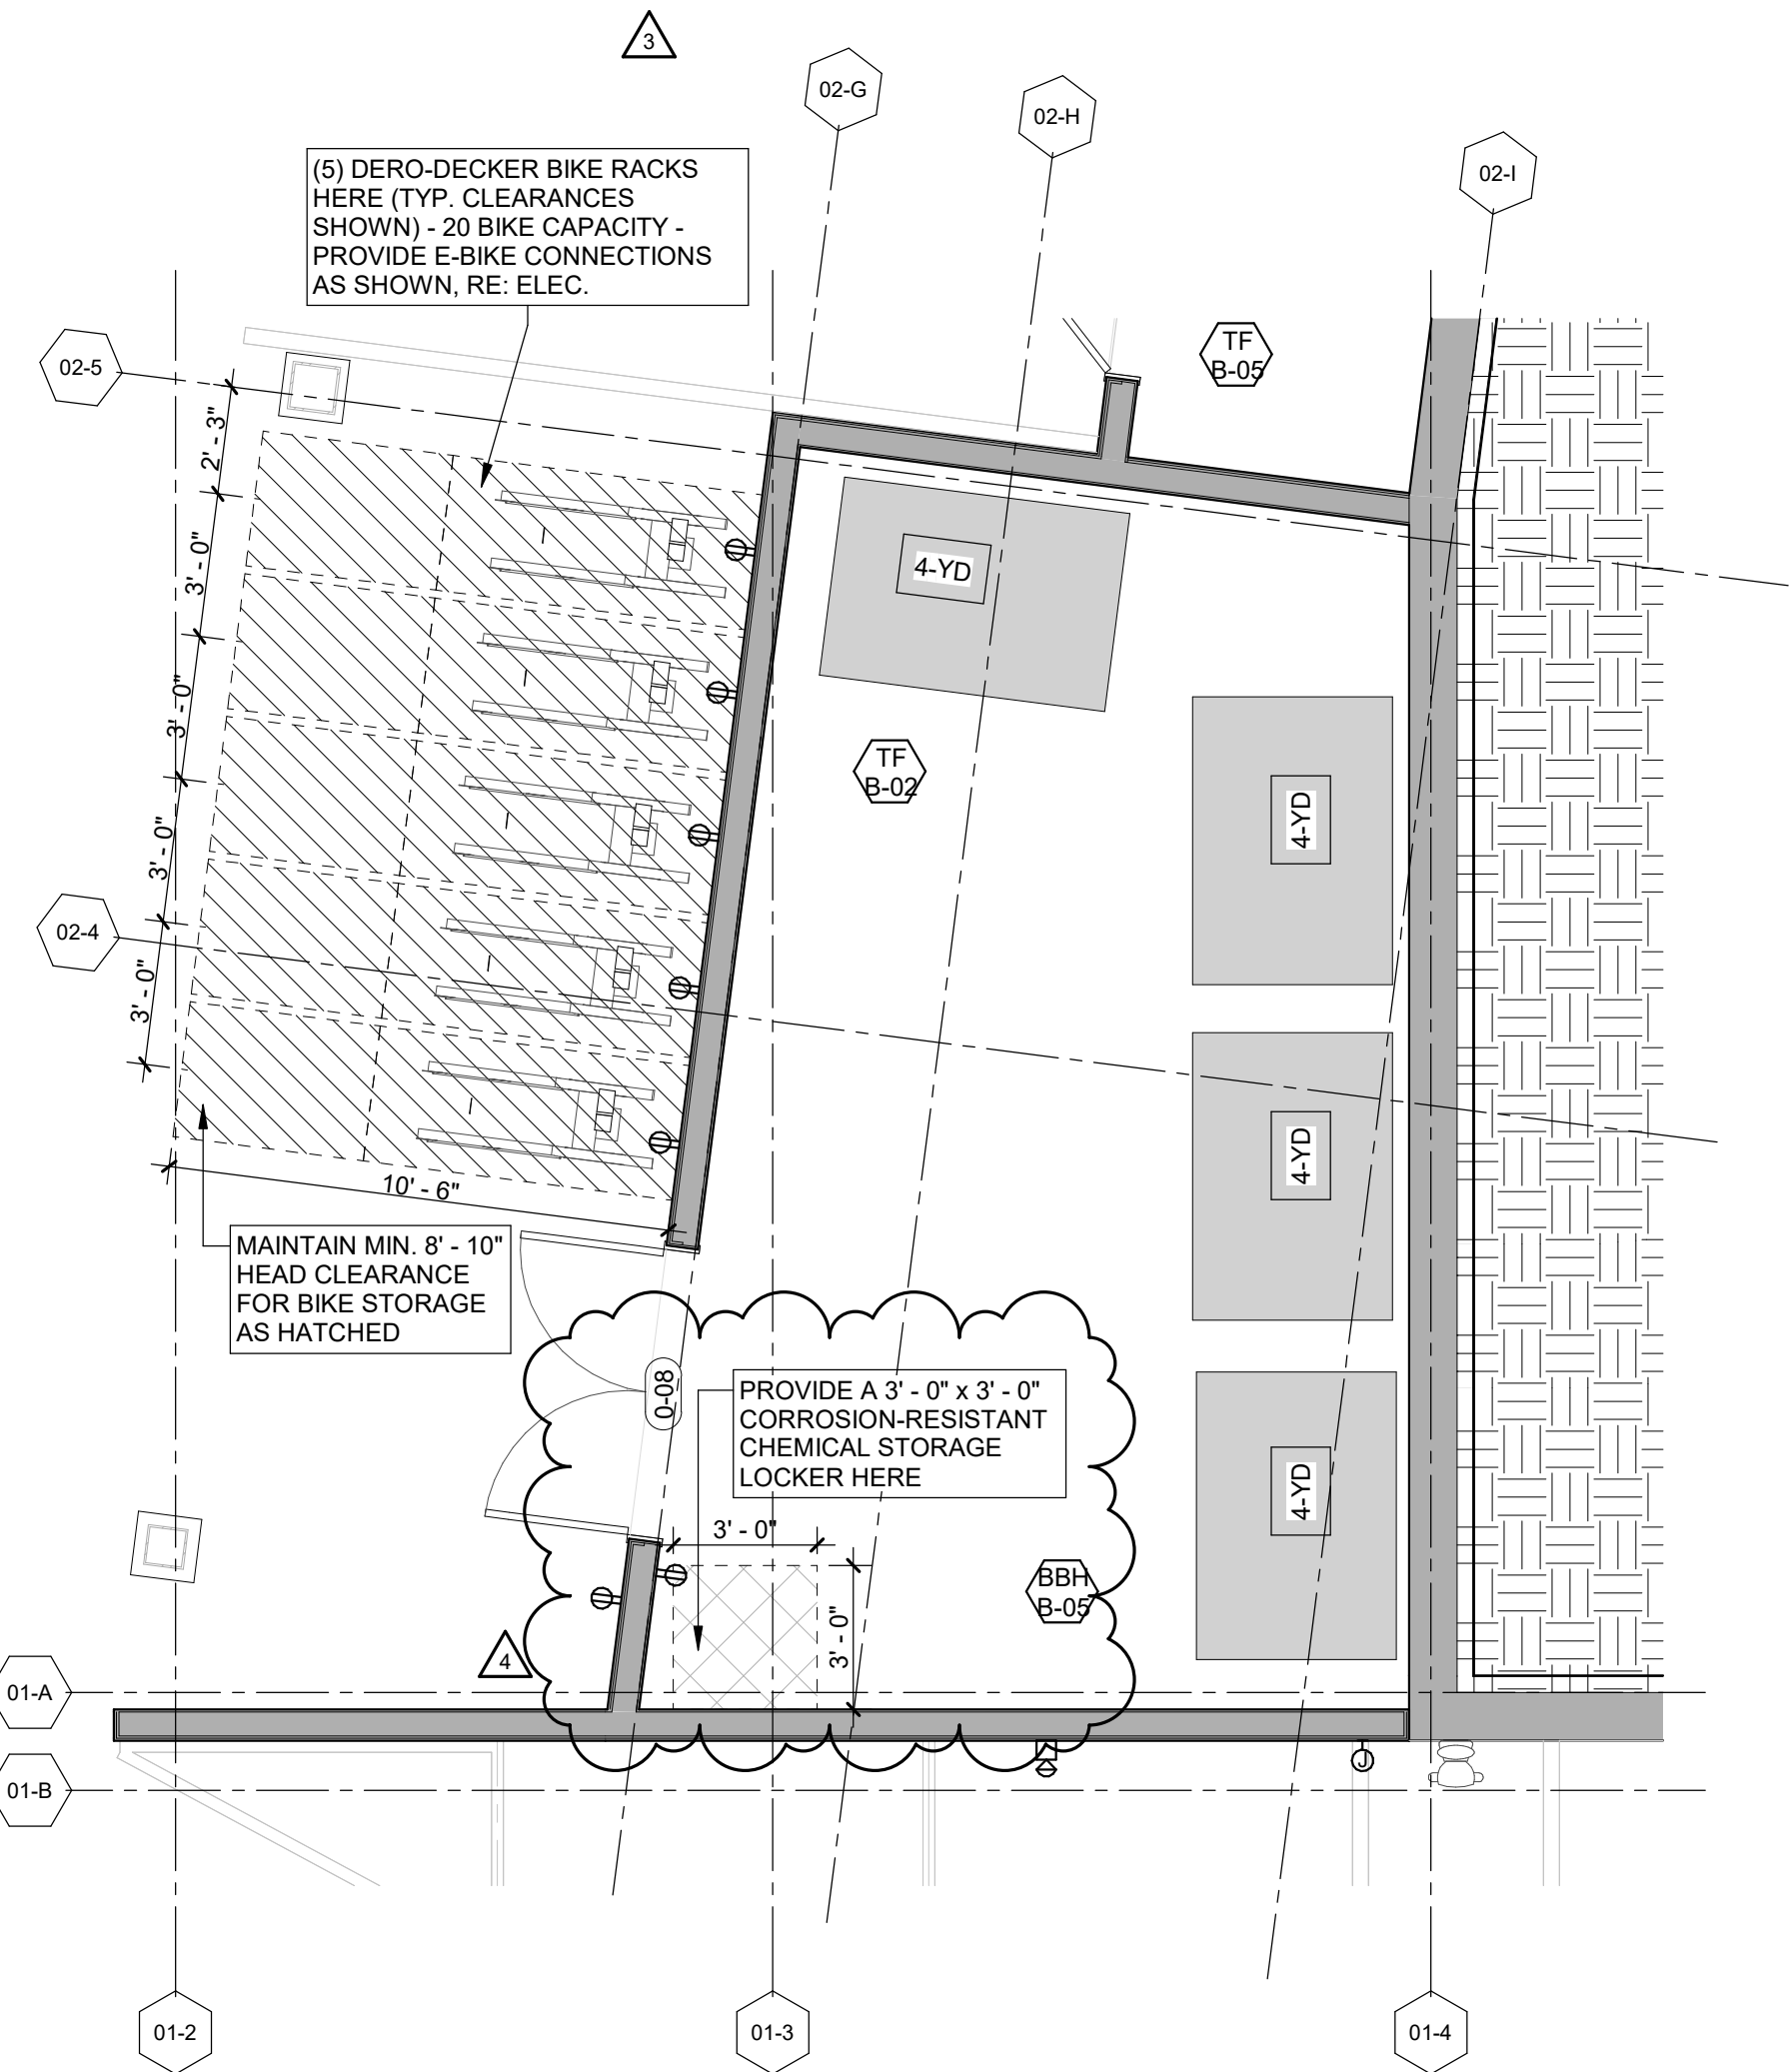 3
02-G
02-H
02-I
(5) DERO-DECKER BIKE RACKS
HERE (TYP. CLEARANCES
SHOWN) - 20 BIKE CAPACITY -
PROVIDE E-BIKE CONNECTIONS
AS SHOWN, RE: ELEC.
TF
B-05
02-5
2' - 3"
3' - 0"
3' - 0"
3' - 0"
3' - 0"
4-YD
TF
B-02
4-YD
02-4
4-YD
10' - 6"
MAINTAIN MIN. 8' - 10"
HEAD CLEARANCE
FOR BIKE STORAGE
AS HATCHED
0-08
PROVIDE A 3' - 0" x 3' - 0"
CORROSION-RESISTANT
CHEMICAL STORAGE
LOCKER HERE
4-YD
3' - 0"
3' - 0"
BBH
B-05
4
01-A
01-B
J
01-2
01-3
01-4